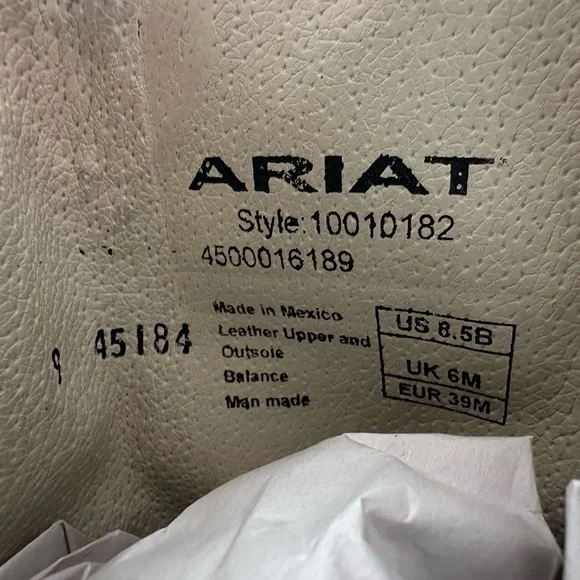 ARIAT
Style:10010182
4500016189
9 45184
Made in Mexico
Leather Upper and
Outsole
Balance
Man made
US 8.5B
UK 6M
EUR 39M